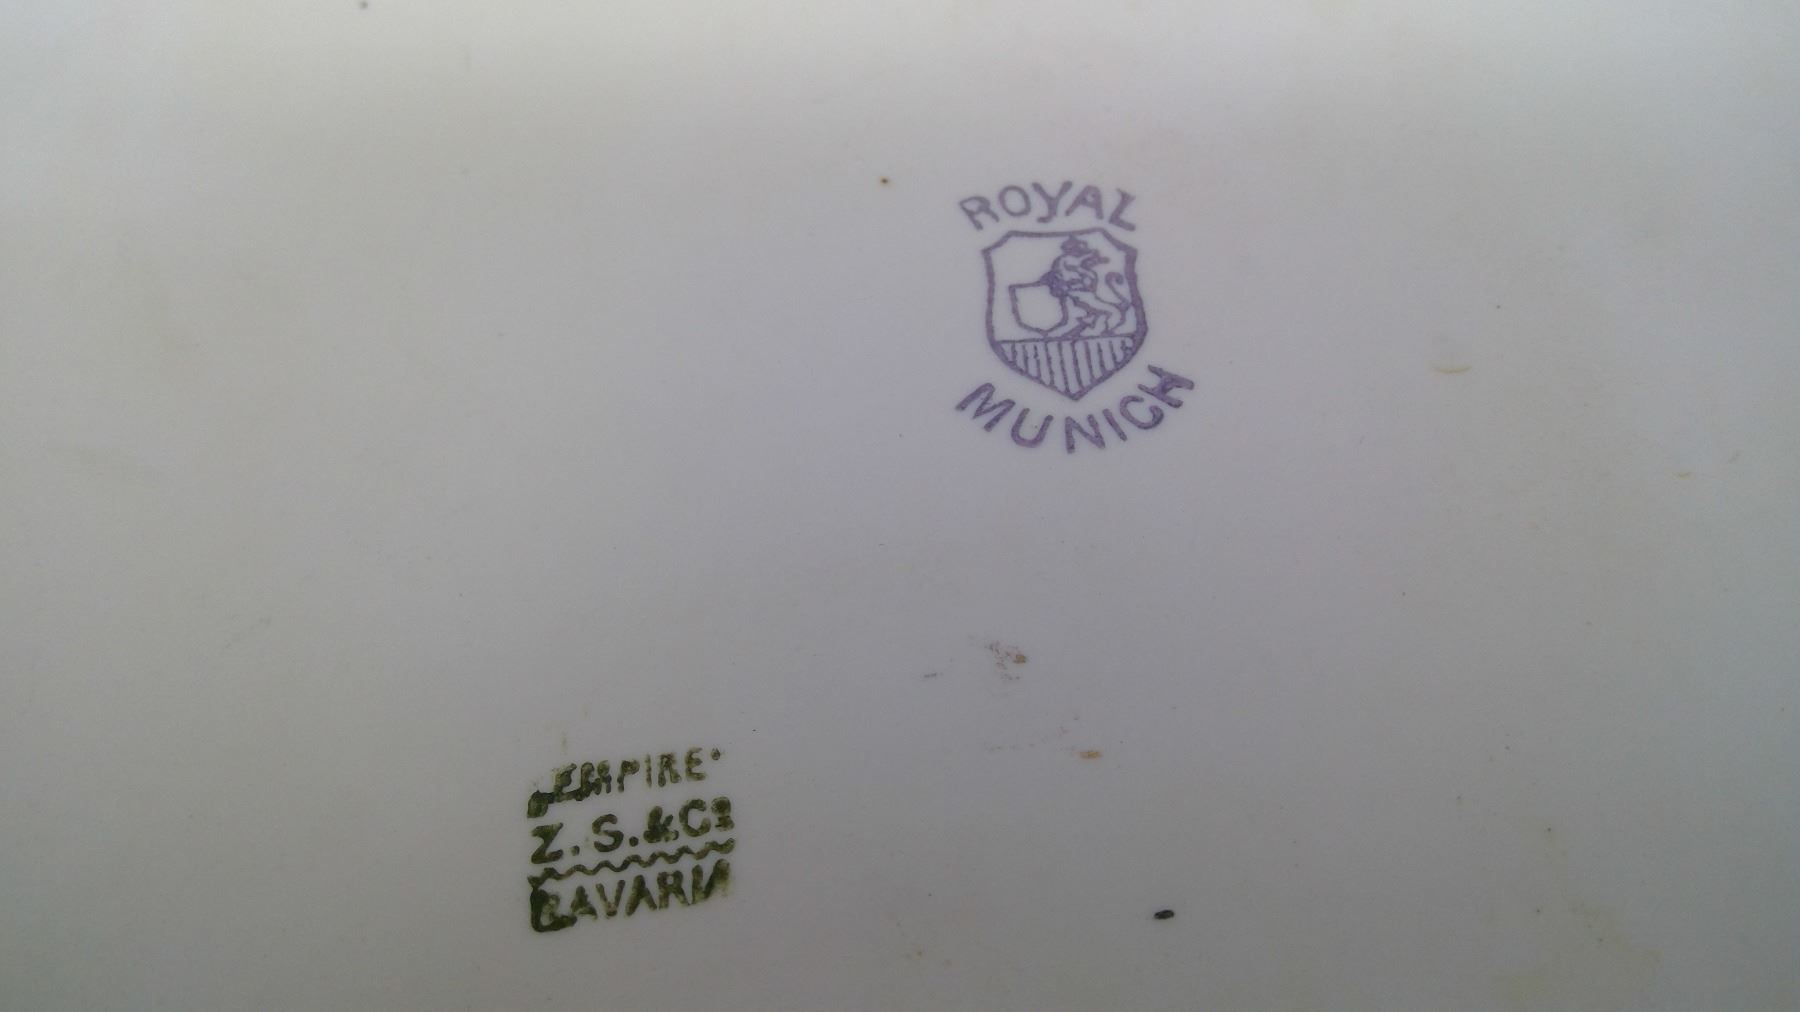 ROYAL
MUNICH
EMPIRE
Z. S. & Co
BAVARIA